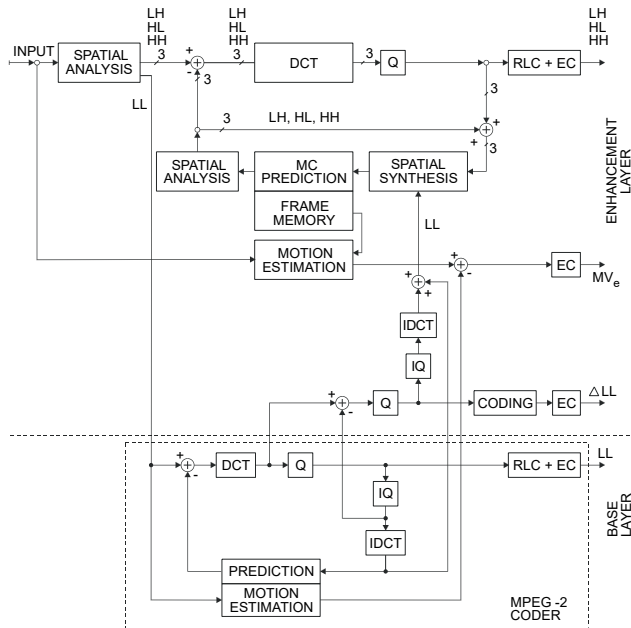 LH
HL
HH
LH
HL
HH
LH
HL
HH
INPUT
SPATIAL
ANALYSIS
3
+
-
3
3
DCT
3
Q
RLC + EC
3
LL
LH, HL, HH
3
+
+
3
SPATIAL
ANALYSIS
MC
PREDICTION
SPATIAL
SYNTHESIS
FRAME
MEMORY
LL
ENHANCEMENT
LAYER
MOTION
ESTIMATION
+
-
EC
MVe
+
+
IDCT
IQ
+
-
Q
CODING
EC
△LL
+
-
DCT
Q
RLC + EC
LL
IQ
IDCT
BASE
LAYER
PREDICTION
MOTION
ESTIMATION
MPEG -2
CODER